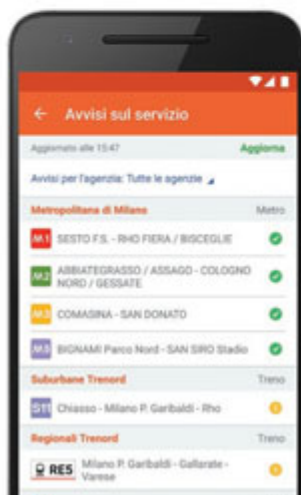 Avvisi sul servizio
Aggiornato alle 15:47 Aggiorna
Avvisi per l'agenzia: Tutte le agenzie
Metropolitana di Milano Metro
M1 SESTO F.S. - RHO FIERA / BISCEGLIE
M2 ABBIATEGRASSO / ASSAGO - COLOGNO
NORD / GESSATE
M3 COMASINA - SAN DONATO
M5 BIGNAMI Parco Nord - SAN SIRO Stadio
Suburbane Trenord Treno
S11 Chiasso - Milano P. Garibaldi - Rho
Regionali Trenord Treno
RE5 Milano P. Garibaldi - Gallarate -
Varese